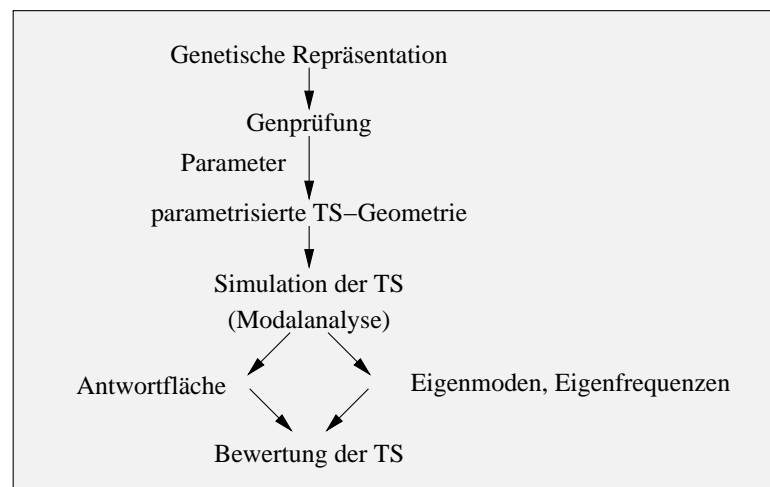 Genetische Repräsentation
Genprüfung
Parameter
parametrisierte TS−Geometrie
Simulation der TS
(Modalanalyse)
Antwortfläche
Eigenmoden, Eigenfrequenzen
Bewertung der TS